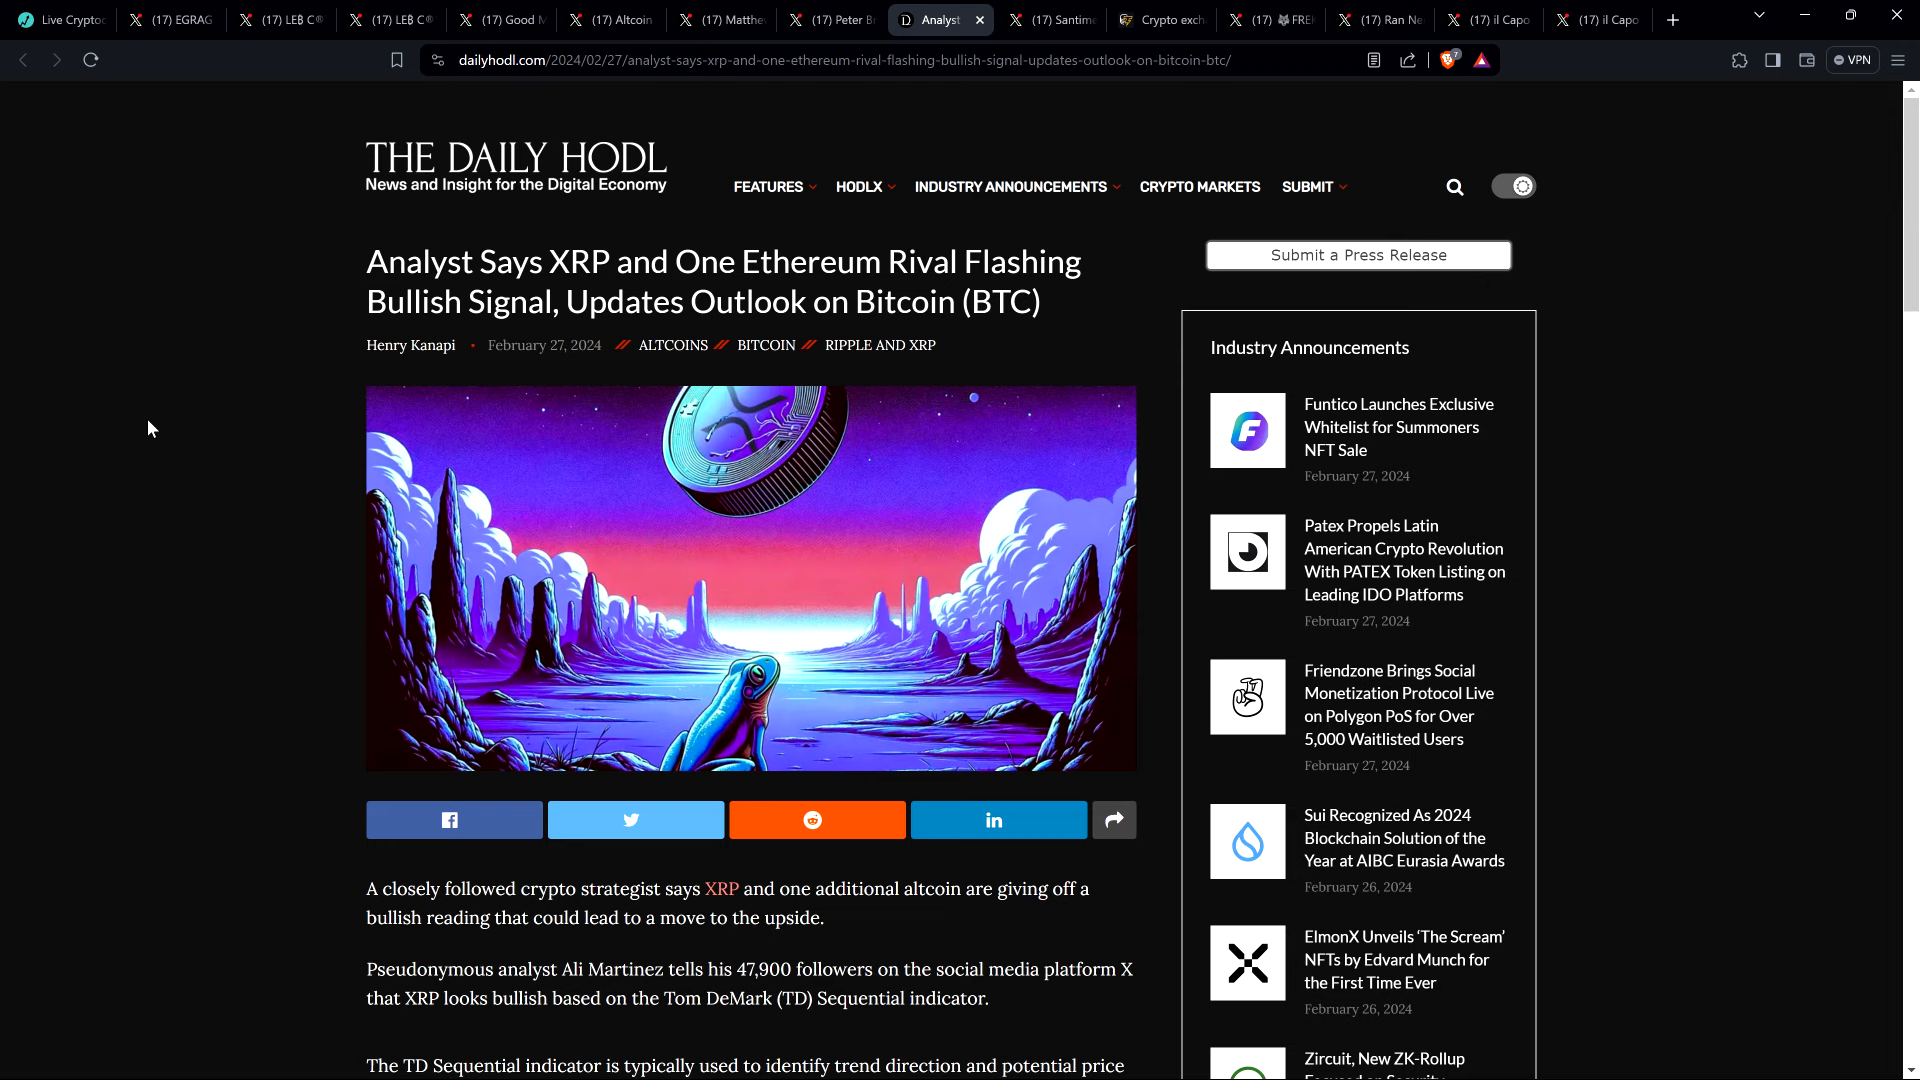 Live Cryptoc
(17) EGRAG
(17) LEB C®
(17) LEB C®
(17) Good M
(17) Altcoin
(17) Matthe
(17) Peter Br
Analyst
(17) Santime
Crypto exch
(17) 🐺FRE
(17) Ran Ne
(17) il Capo
(17) il Capo
dailyhodl.com/2024/02/27/analyst-says-xrp-and-one-ethereum-rival-flashing-bullish-signal-updates-outlook-on-bitcoin-btc/
7
VPN
THE DAILY HODL
News and Insight for the Digital Economy
FEATURES HODLX INDUSTRY ANNOUNCEMENTS CRYPTO MARKETS SUBMIT
Analyst Says XRP and One Ethereum Rival Flashing
Bullish Signal, Updates Outlook on Bitcoin (BTC)
Henry Kanapi • February 27, 2024 // ALTCOINS // BITCOIN // RIPPLE AND XRP
A closely followed crypto strategist says XRP and one additional altcoin are giving off a
bullish reading that could lead to a move to the upside.
Pseudonymous analyst Ali Martinez tells his 47,900 followers on the social media platform X
that XRP looks bullish based on the Tom DeMark (TD) Sequential indicator.
The TD Sequential indicator is typically used to identify trend direction and potential price
Submit a Press Release
Industry Announcements
Funtico Launches Exclusive
Whitelist for Summoners
NFT Sale
February 27, 2024
Patex Propels Latin
American Crypto Revolution
With PATEX Token Listing on
Leading IDO Platforms
February 27, 2024
Friendzone Brings Social
Monetization Protocol Live
on Polygon PoS for Over
5,000 Waitlisted Users
February 27, 2024
Sui Recognized As 2024
Blockchain Solution of the
Year at AIBC Eurasia Awards
February 26, 2024
ElmonX Unveils ‘The Scream’
NFTs by Edvard Munch for
the First Time Ever
February 26, 2024
Zircuit, New ZK-Rollup